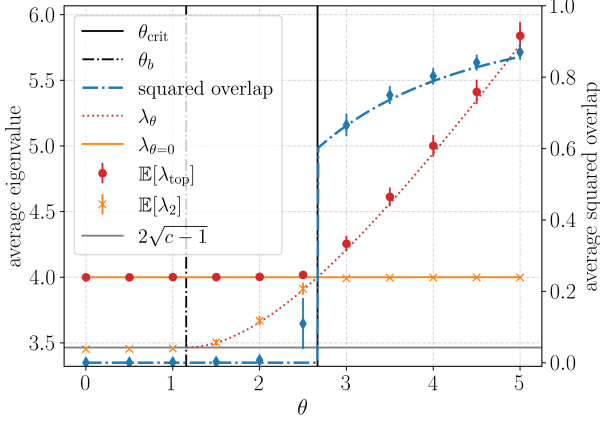 average eigenvalue
6.0
5.5
5.0
4.5
4.0
3.5
θ_crit
θ_b
squared overlap
λ_θ
λ_{θ=0}
𝔼[λ_top]
𝔼[λ_2]
2√(c − 1)
1.0
0.8
0.6
0.4
0.2
0.0
average squared overlap
0 1 2 3 4 5
θ